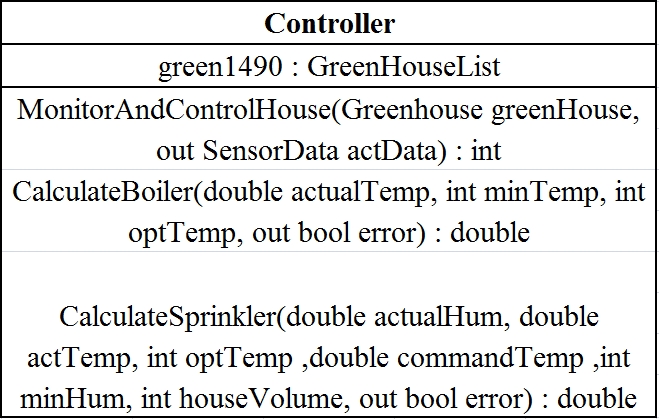 Controller
green1490 : GreenHouseList
MonitorAndControlHouse(Greenhouse greenHouse,
out SensorData actData) : int
CalculateBoiler(double actualTemp, int minTemp, int
optTemp, out bool error) : double
CalculateSprinkler(double actualHum, double
actTemp, int optTemp ,double commandTemp ,int
minHum, int houseVolume, out bool error) : double